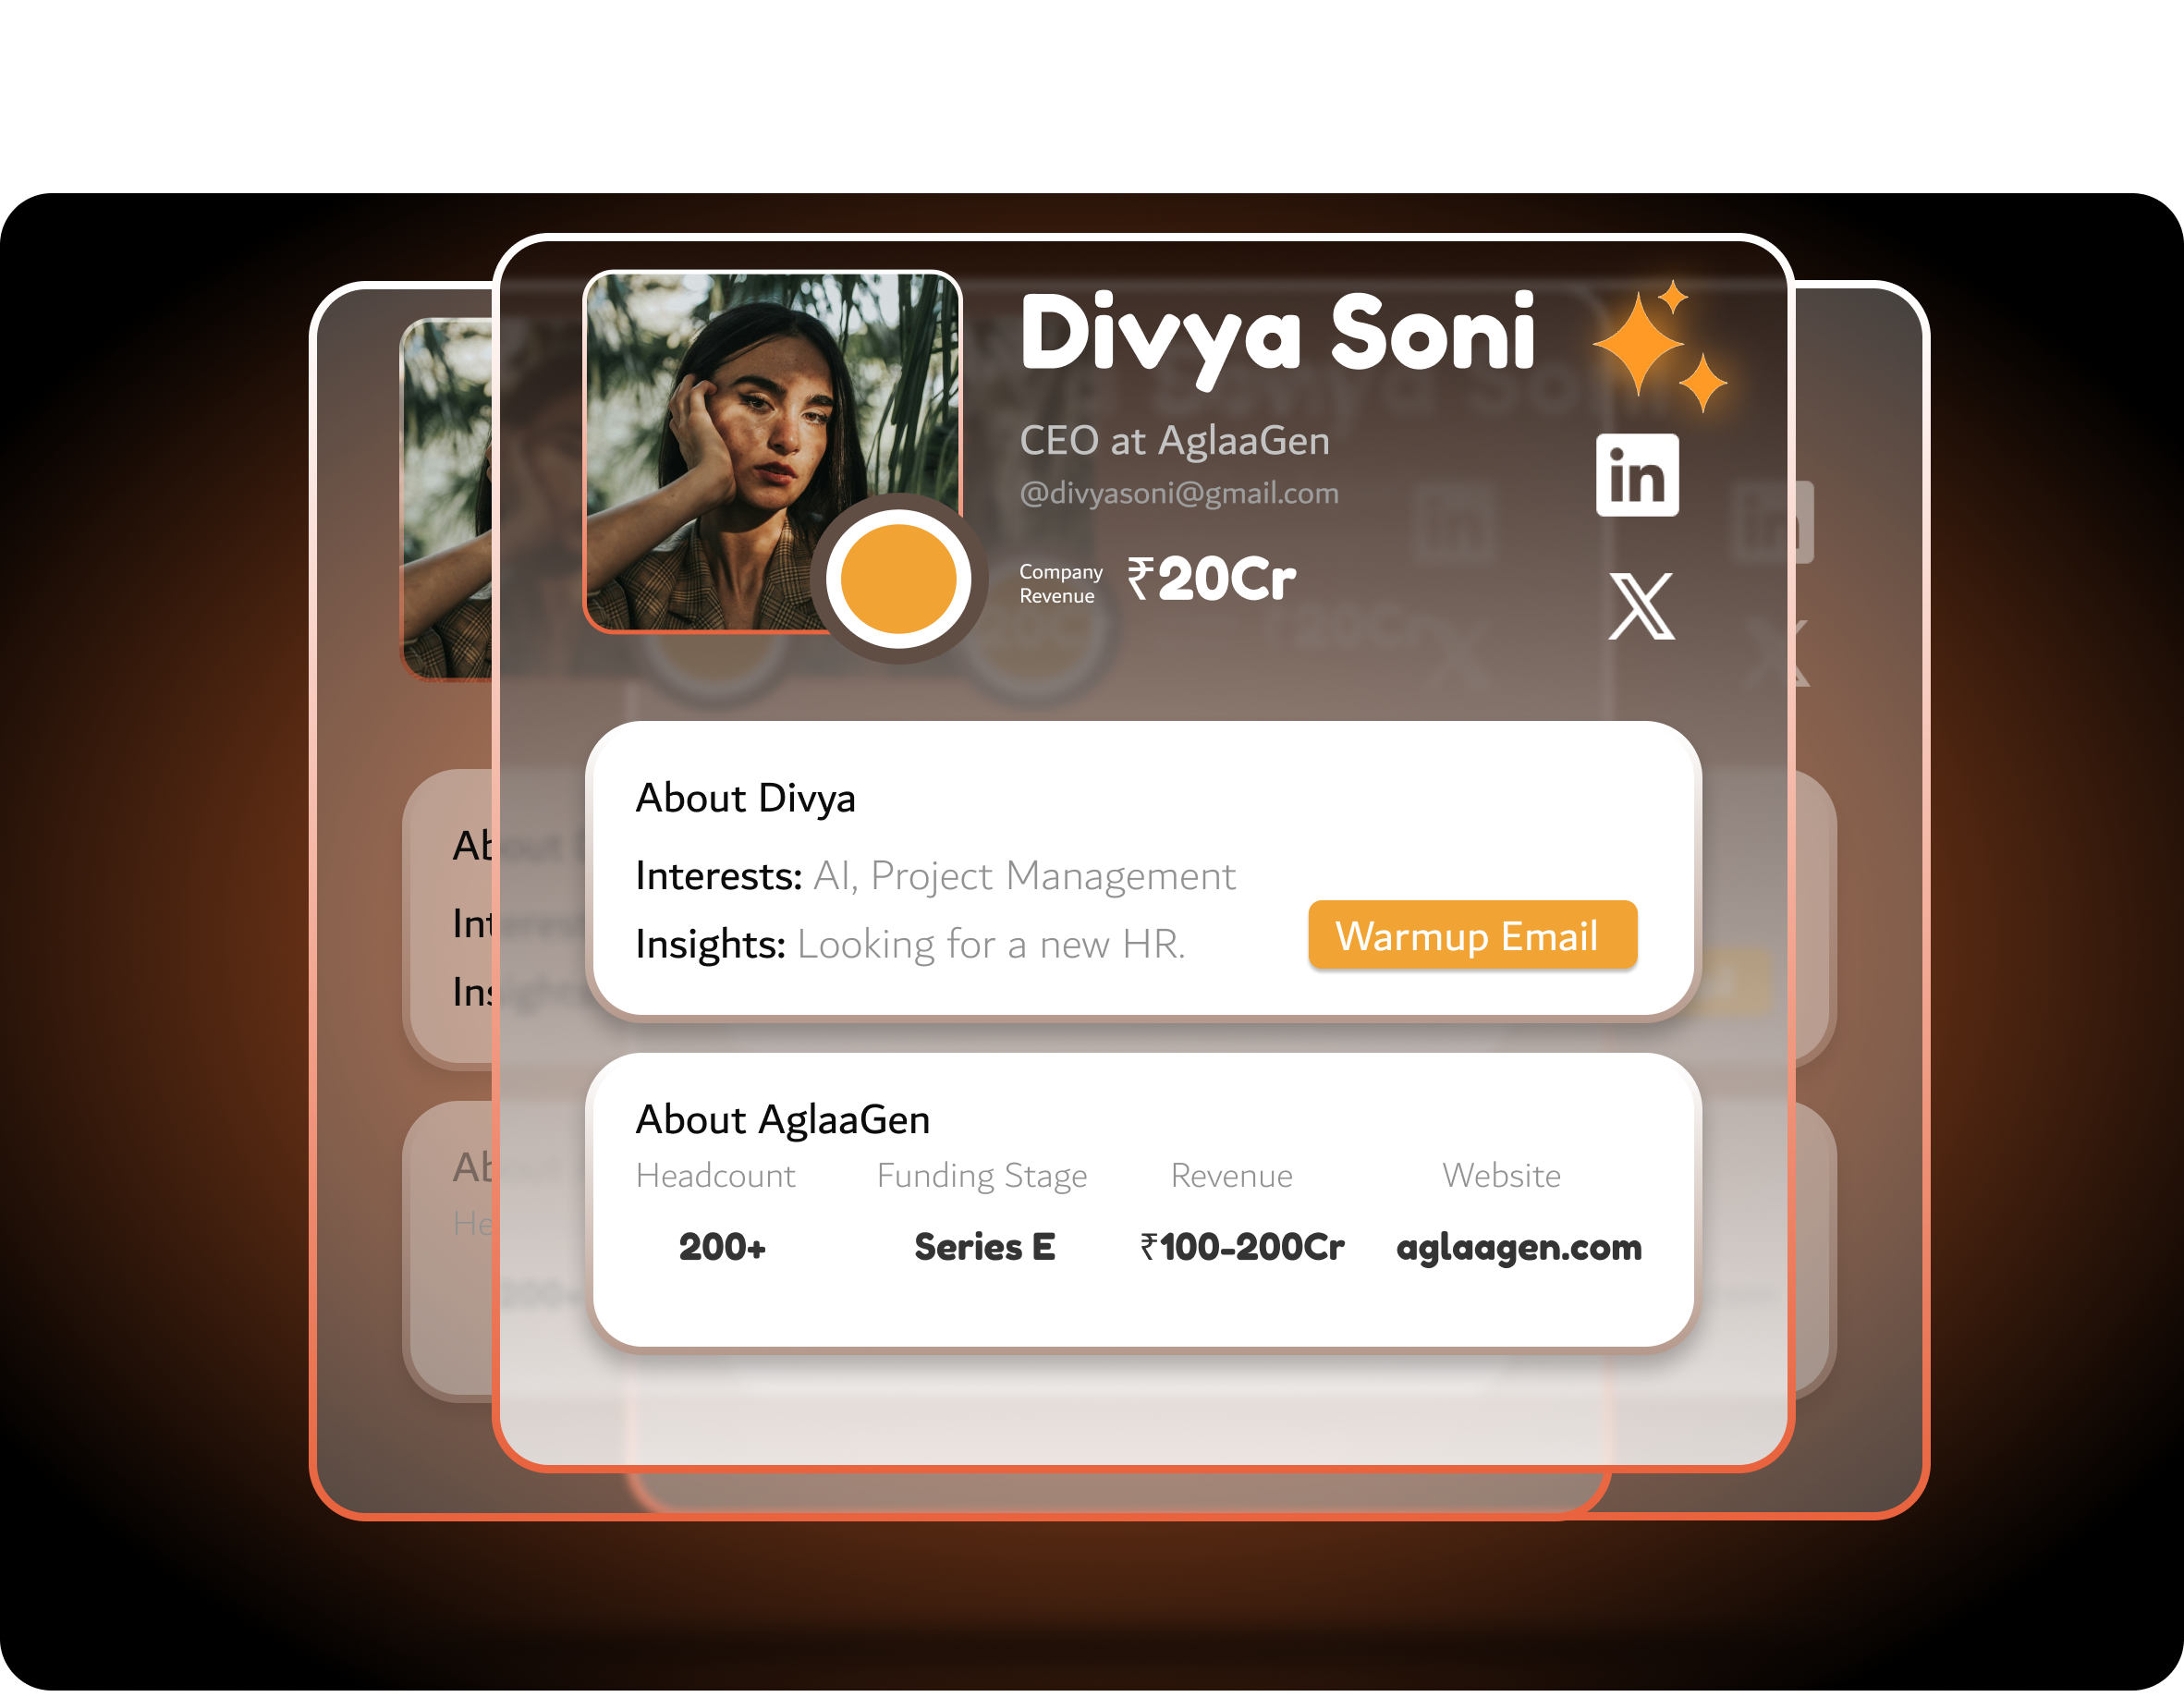 Divya Soni
CEO at AglaaGen
@divyasoni@gmail.com
Company
Revenue
₹20Cr
in
X
About Divya
Interests: AI, Project Management
Insights: Looking for a new HR.
Warmup Email
About AglaaGen
Headcount Funding Stage Revenue Website
200+ Series E ₹100-200Cr aglaagen.com